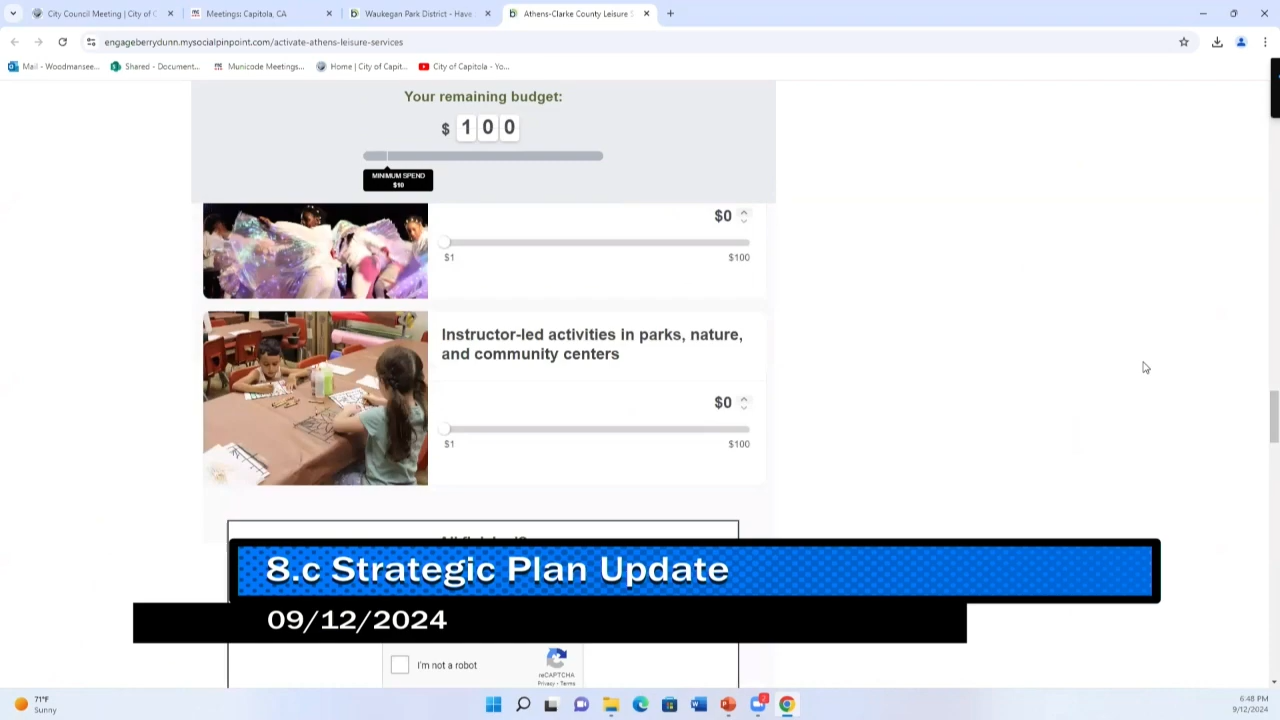 City Council Meeting | City of C
Meetings: Capitola, CA
Waukegan Park District - Have
Athens-Clarke County Leisure S
engageberrydunn.mysocialpinpoint.com/activate-athens-leisure-services
Mail - Woodmansee...
Shared - Document...
Municode Meetings...
Home | City of Capit...
City of Capitola - Yo...
Your remaining budget:
$ 100
MINIMUM SPEND
$10
$0
$1 $100
Instructor-led activities in parks, nature,
and community centers
$0
$1 $100
8.c Strategic Plan Update
09/12/2024
I'm not a robot
reCAPTCHA
Privacy - Terms
71°F
Sunny
2
6:48 PM
9/12/2024